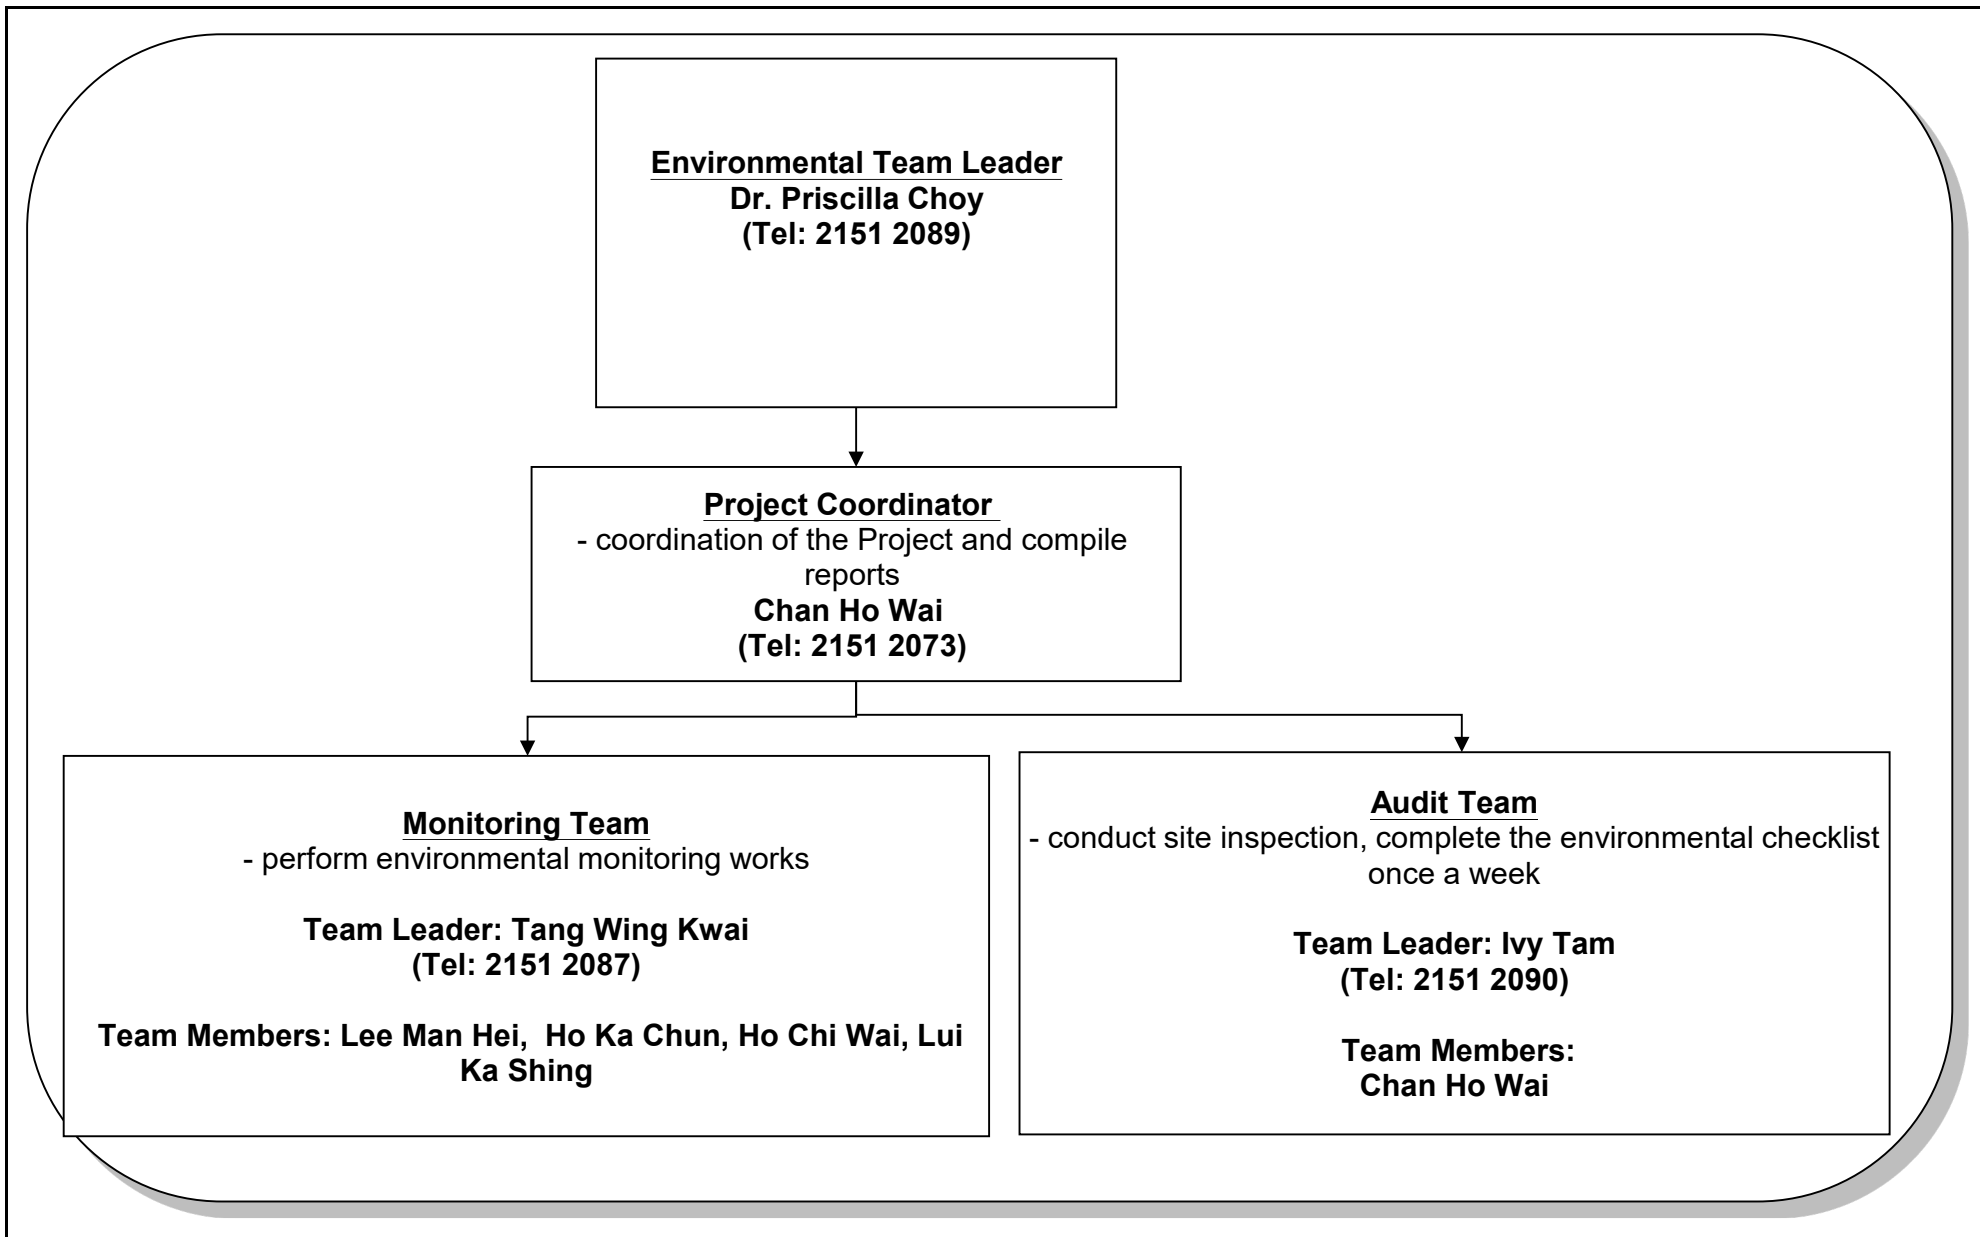 Environmental Team Leader
Dr. Priscilla Choy
(Tel: 2151 2089)
Project Coordinator
- coordination of the Project and compile
reports
Chan Ho Wai
(Tel: 2151 2073)
Monitoring Team
- perform environmental monitoring works
Team Leader: Tang Wing Kwai
(Tel: 2151 2087)
Team Members: Lee Man Hei,  Ho Ka Chun, Ho Chi Wai, Lui
Ka Shing
Audit Team
- conduct site inspection, complete the environmental checklist
once a week
Team Leader: Ivy Tam
(Tel: 2151 2090)
Team Members:
Chan Ho Wai